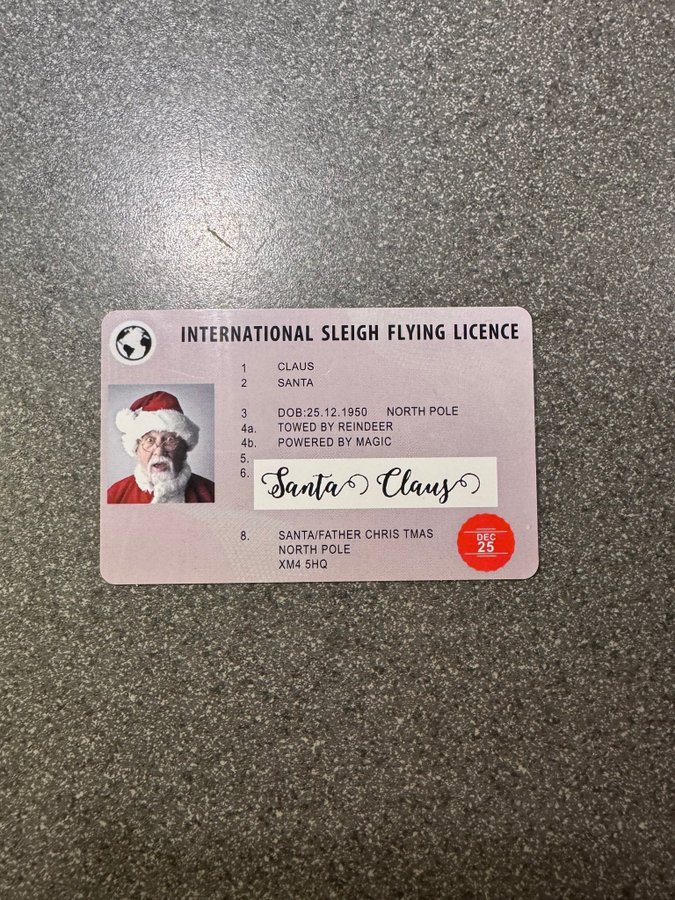 INTERNATIONAL SLEIGH FLYING LICENCE
1 CLAUS
2 SANTA
3 DOB:25.12.1950 NORTH POLE
4a. TOWED BY REINDEER
4b. POWERED BY MAGIC
5.
6. Santa Claus
8. SANTA/FATHER CHRIS TMAS
NORTH POLE
XM4 5HQ
DEC
25